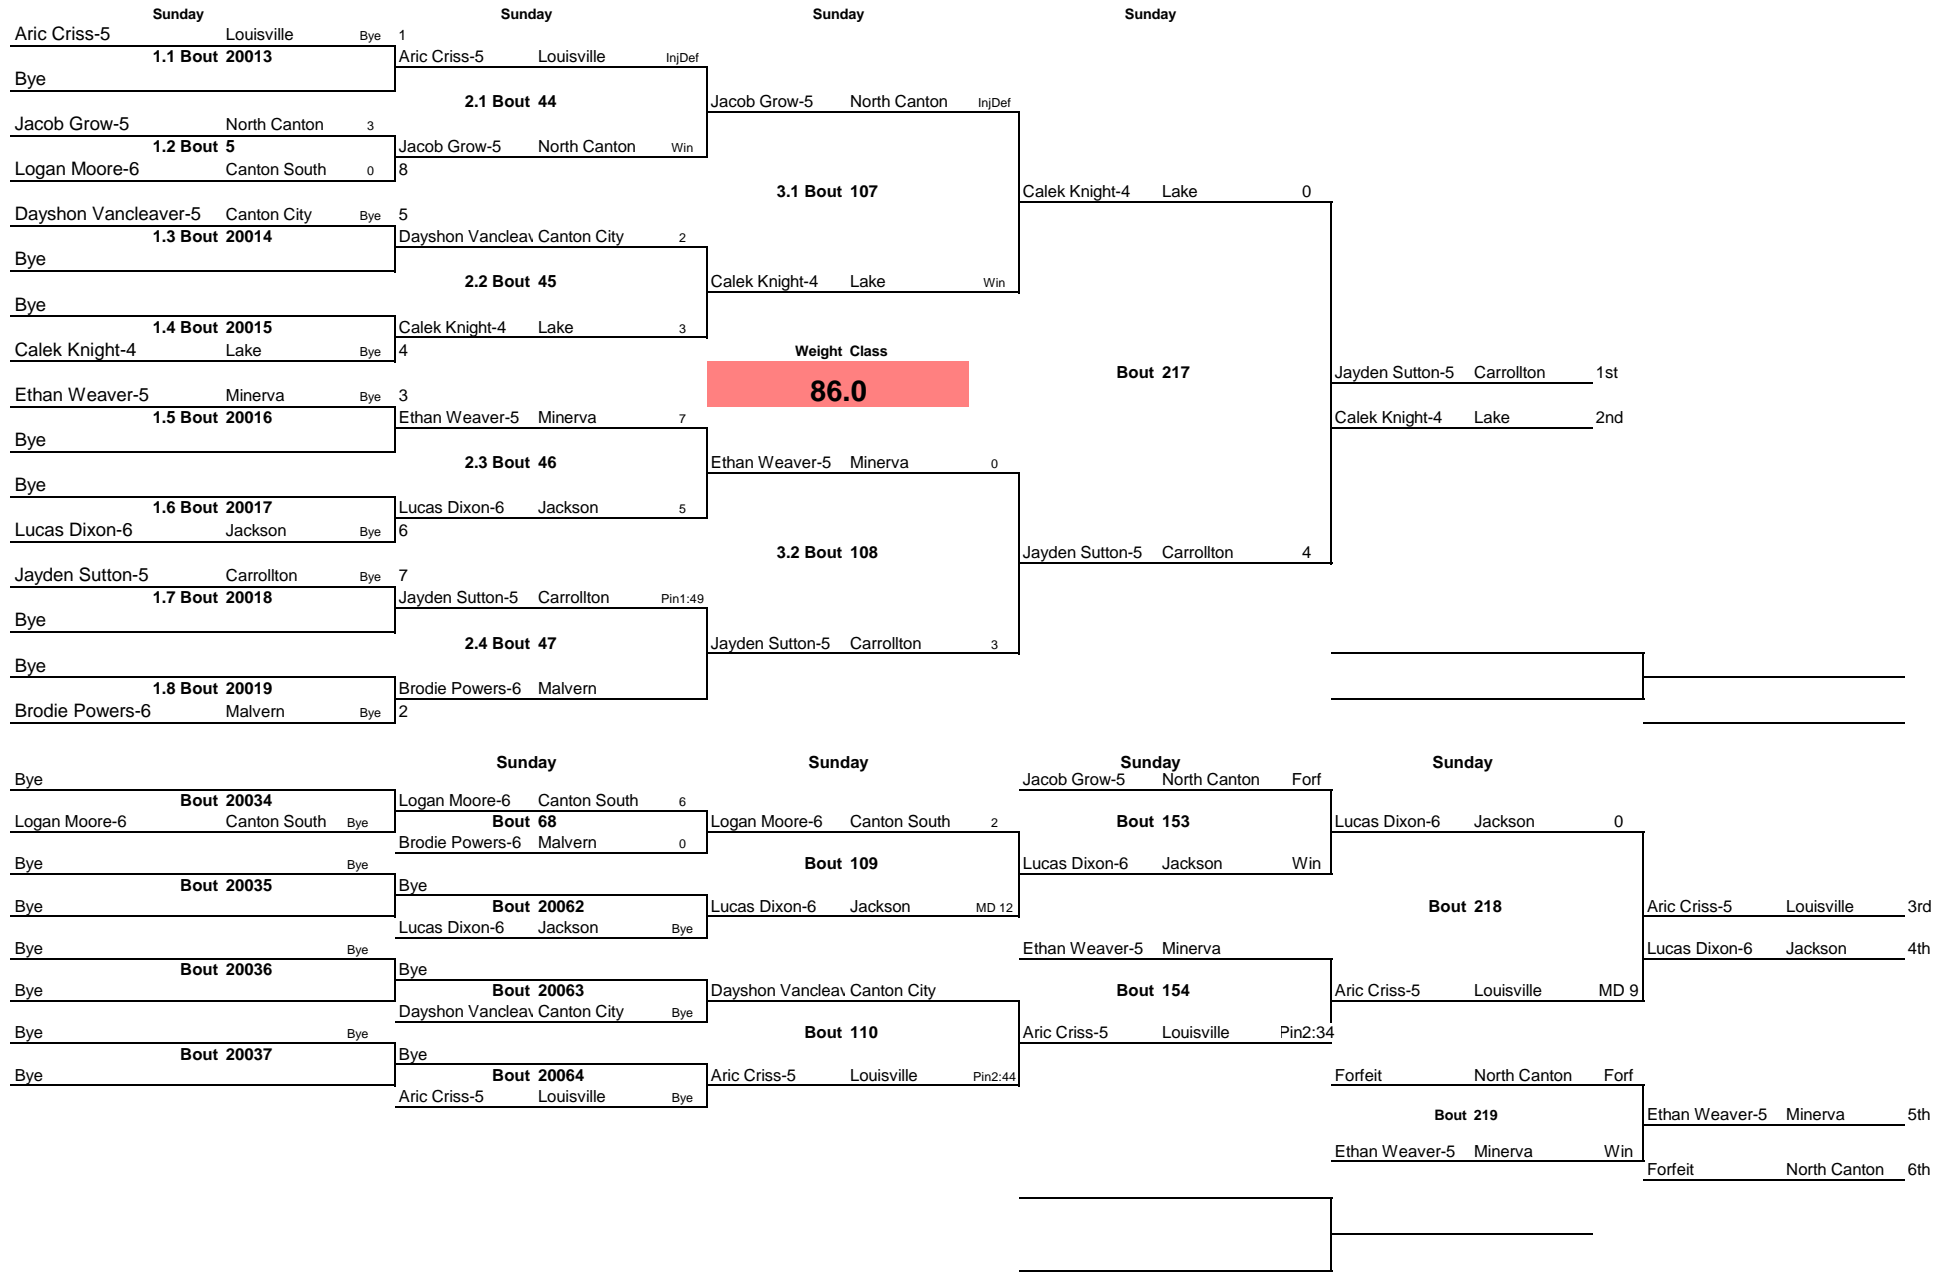 Sunday Sunday Sunday Sunday
Aric Criss-5 Louisville Bye 1
1.1 Bout 20013 Aric Criss-5 Louisville InjDef
Bye
2.1 Bout 44 Jacob Grow-5 North Canton InjDef
Jacob Grow-5 North Canton 3
1.2 Bout 5 Jacob Grow-5 North Canton Win
Logan Moore-6 Canton South 0 8
3.1 Bout 107 Calek Knight-4 Lake 0
Dayshon Vancleaver-5 Canton City Bye 5
1.3 Bout 20014 Dayshon Vancleav Canton City 2
Bye
2.2 Bout 45 Calek Knight-4 Lake Win
Bye
1.4 Bout 20015 Calek Knight-4 Lake 3
Calek Knight-4 Lake Bye 4
Weight Class
Bout 217 Jayden Sutton-5 Carrollton 1st
86.0
Ethan Weaver-5 Minerva Bye 3
1.5 Bout 20016 Ethan Weaver-5 Minerva 7
Calek Knight-4 Lake 2nd
Bye
2.3 Bout 46 Ethan Weaver-5 Minerva 0
Bye
1.6 Bout 20017 Lucas Dixon-6 Jackson 5
Lucas Dixon-6 Jackson Bye 6
3.2 Bout 108 Jayden Sutton-5 Carrollton 4
Jayden Sutton-5 Carrollton Bye 7
1.7 Bout 20018 Jayden Sutton-5 Carrollton Pin1:49
Bye
2.4 Bout 47 Jayden Sutton-5 Carrollton 3
Bye
1.8 Bout 20019 Brodie Powers-6 Malvern
Brodie Powers-6 Malvern Bye 2
Sunday Sunday Sunday Sunday
Bye Jacob Grow-5 North Canton Forf
Bout 20034 Logan Moore-6 Canton South 6
Logan Moore-6 Canton South Bye Bout 68 Logan Moore-6 Canton South 2 Bout 153 Lucas Dixon-6 Jackson 0
Brodie Powers-6 Malvern 0
Bye Bye Bout 109 Lucas Dixon-6 Jackson Win
Bout 20035 Bye
Bye Bout 20062 Lucas Dixon-6 Jackson MD 12 Bout 218 Aric Criss-5 Louisville 3rd
Lucas Dixon-6 Jackson Bye
Bye Bye Ethan Weaver-5 Minerva Lucas Dixon-6 Jackson 4th
Bout 20036 Bye
Bye Bout 20063 Dayshon Vancleav Canton City Bout 154 Aric Criss-5 Louisville MD 9
Dayshon Vancleav Canton City Bye
Bye Bye Bout 110 Aric Criss-5 Louisville Pin2:34
Bout 20037 Bye
Bye Bout 20064 Aric Criss-5 Louisville Pin2:44 Forfeit North Canton Forf
Aric Criss-5 Louisville Bye
Bout 219 Ethan Weaver-5 Minerva 5th
Ethan Weaver-5 Minerva Win
Forfeit North Canton 6th